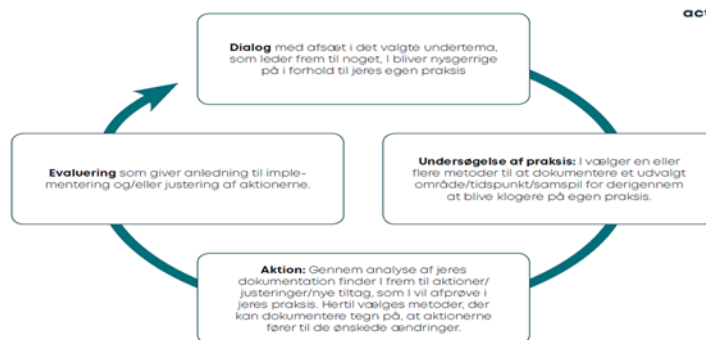 act
Dialog med afsæt i det valgte undertema,
som leder frem til noget, I bliver nysgerrige
på i forhold til jeres egen praksis
Evaluering som giver anledning til imple-
mentering og/eller justering af aktionerne.
Undersøgelse af praksis: I vælger en eller
flere metoder til at dokumentere et udvalgt
område/tidspunkt/samspil for derigennem
at blive klogere på egen praksis.
Aktion: Gennem analyse af jeres
dokumentation finder I frem til aktioner/
justeringer/nye tiltag, som I vil afprøve i
jeres praksis. Hertil vælges metoder, der
kan dokumentere tegn på, at aktionerne
fører til de ønskede ændringer.